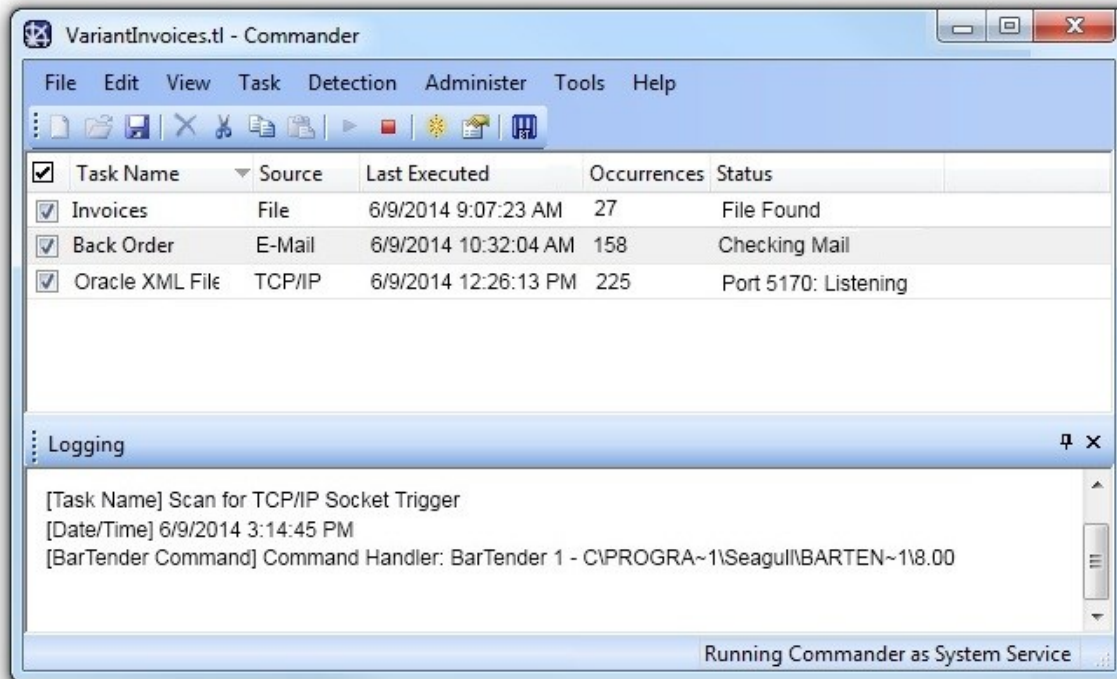 VariantInvoices.tl - Commander
File Edit View Task Detection Administer Tools Help
Task Name Source Last Executed Occurrences Status
Invoices File 6/9/2014 9:07:23 AM 27 File Found
Back Order E-Mail 6/9/2014 10:32:04 AM 158 Checking Mail
Oracle XML File TCP/IP 6/9/2014 12:26:13 PM 225 Port 5170: Listening
Logging
[Task Name] Scan for TCP/IP Socket Trigger
[Date/Time] 6/9/2014 3:14:45 PM
[BarTender Command] Command Handler: BarTender 1 - C\PROGRA~1\Seagull\BARTEN~1\8.00
Running Commander as System Service